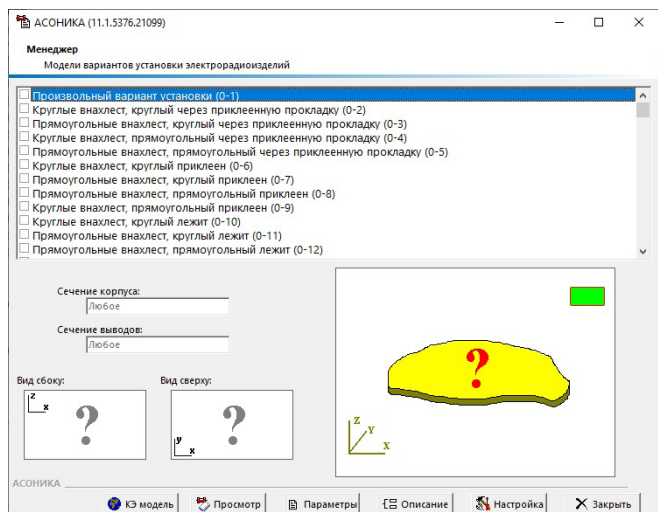 АСОНИКА (11.1.5376.21099)
Менеджер
Модели вариантов установки электрорадиоизделий
Произвольный вариант установки (0-1)
Круглые внахлест, круглый через приклеенную прокладку (0-2)
Прямоугольные внахлест, круглый через приклеенную прокладку (0-3)
Круглые внахлест, прямоугольный через приклеенную прокладку (0-4)
Прямоугольные внахлест, прямоугольный через приклеенную прокладку (0-5)
Круглые внахлест, круглый приклеен (0-6)
Прямоугольные внахлест, круглый приклеен (0-7)
Прямоугольные внахлест, прямоугольный приклеен (0-8)
Круглые внахлест, прямоугольный приклеен (0-9)
Круглые внахлест, круглый лежит (0-10)
Прямоугольные внахлест, круглый лежит (0-11)
Прямоугольные внахлест, прямоугольный лежит (0-12)
Сечение корпуса:
Любое
Сечение выводов:
Любое
Вид сбоку:
Вид сверху:
z
x
?
y
x
?
?
Z
Y
X
АСОНИКА
КЭ модель
Просмотр
Параметры
Описание
Настройка
Закрыть